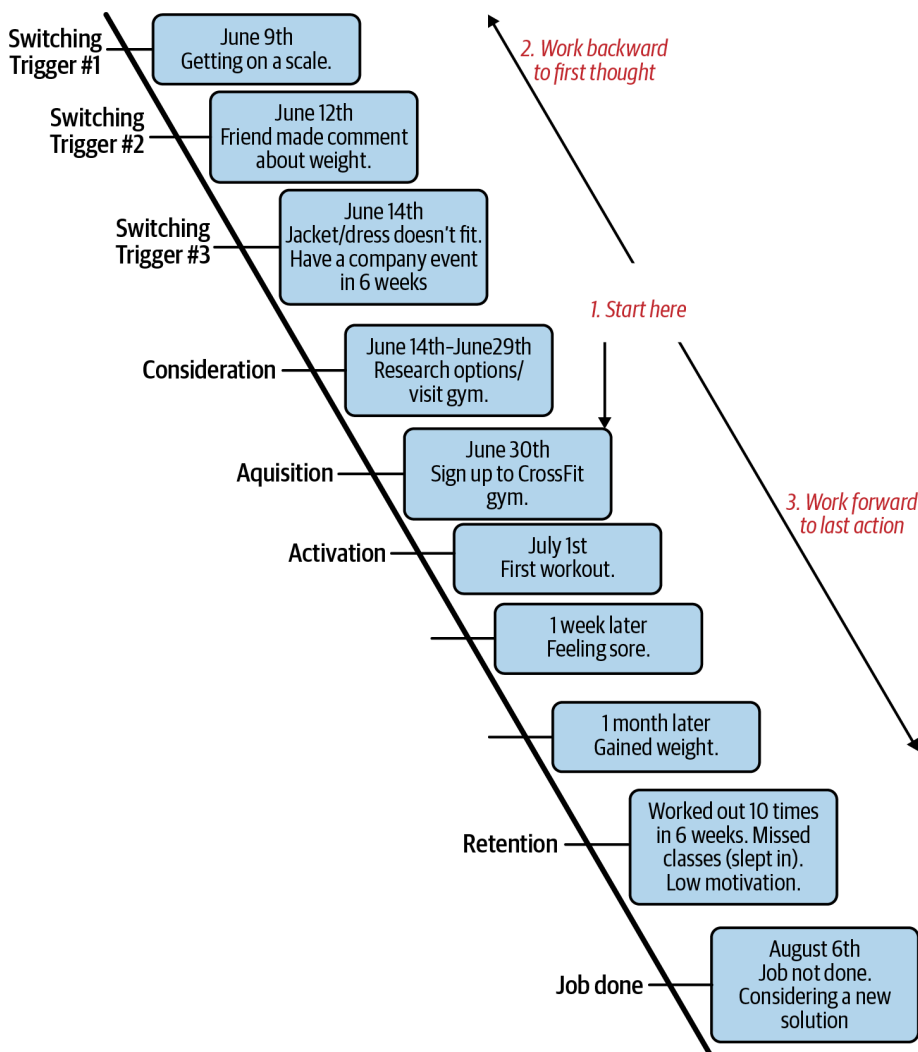 Switching
Trigger #1
June 9th
Getting on a scale.
2. Work backward
to first thought
Switching
Trigger #2
June 12th
Friend made comment
about weight.
Switching
Trigger #3
June 14th
Jacket/dress doesn't fit.
Have a company event
in 6 weeks
1. Start here
Consideration
June 14th–June29th
Research options/
visit gym.
Aquisition
June 30th
Sign up to CrossFit
gym.
3. Work forward
to last action
Activation
July 1st
First workout.
1 week later
Feeling sore.
1 month later
Gained weight.
Retention
Worked out 10 times
in 6 weeks. Missed
classes (slept in).
Low motivation.
Job done
August 6th
Job not done.
Considering a new
solution